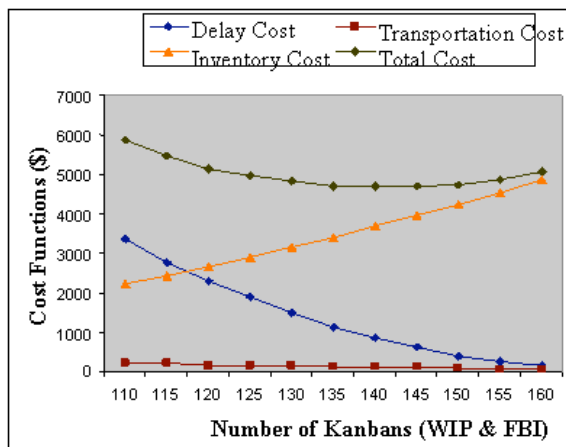 Delay Cost
Transportation Cost
Inventory Cost
Total Cost
7000
6000
5000
4000
3000
2000
1000
0
Cost Functions ($)
110 115 120 125 130 135 140 145 150 155 160
Number of Kanbans (WIP & FBI)